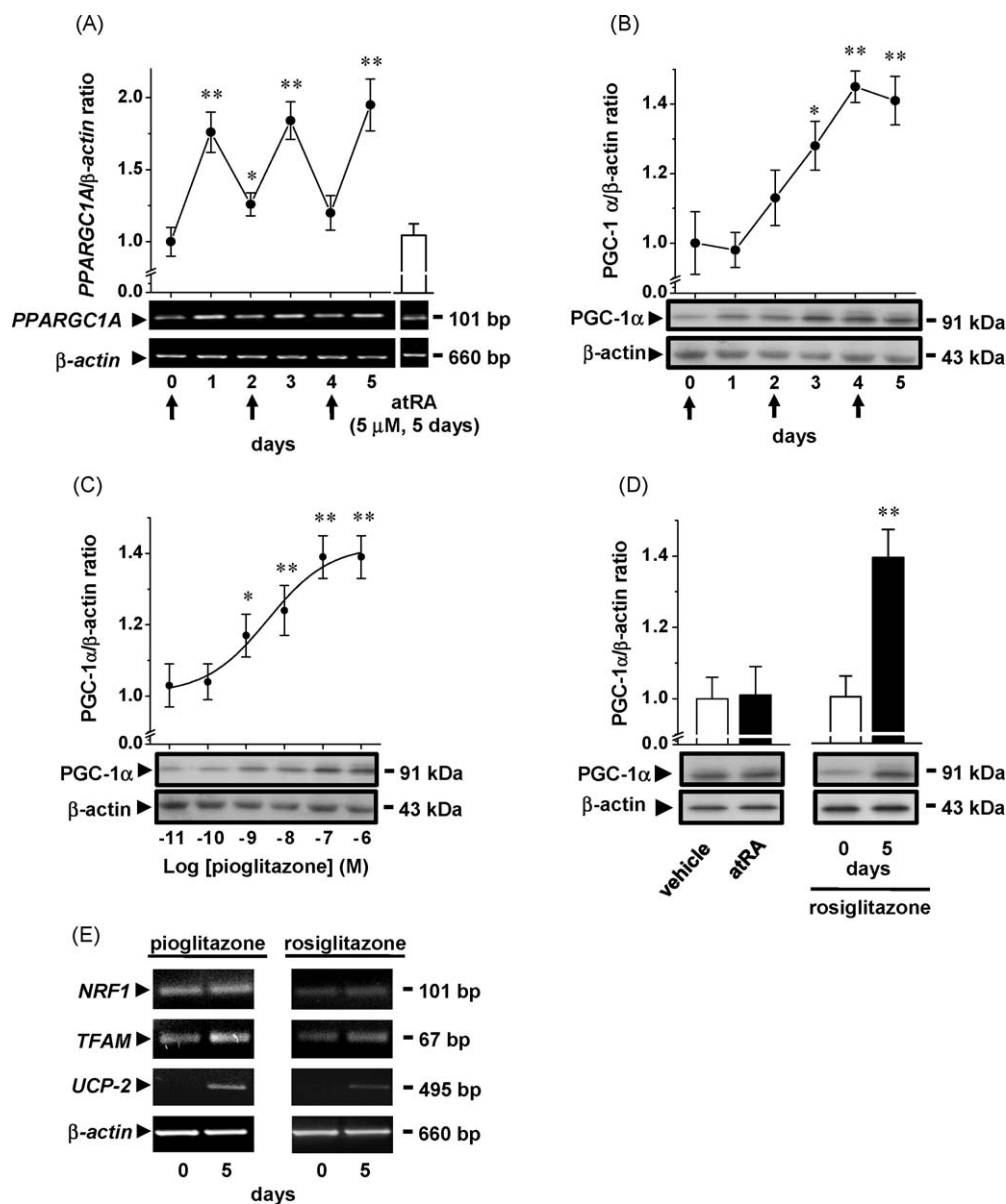 (A)
PPARGC1A/β-actin ratio
2.0
1.5
1.0
0.0
** * ** **
PPARGC1A 101 bp
β-actin 660 bp
0 1 2 3 4 5 atRA
(5 μM, 5 days)
days
(B)
PGC-1 α/β-actin ratio
1.4
1.2
1.0
0.0
* ** **
PGC-1α 91 kDa
β-actin 43 kDa
0 1 2 3 4 5
days
(C)
PGC-1α/β-actin ratio
1.4
1.2
1.0
0.0
* ** ** **
PGC-1α 91 kDa
β-actin 43 kDa
-11 -10 -9 -8 -7 -6
Log [pioglitazone] (M)
(D)
PGC-1α/β-actin ratio
1.4
1.2
1.0
0.0
**
PGC-1α 91 kDa
β-actin 43 kDa
vehicle atRA 0 5
days
rosiglitazone
(E)
pioglitazone rosiglitazone
NRF1 101 bp
TFAM 67 bp
UCP-2 495 bp
β-actin 660 bp
0 5 0 5
days